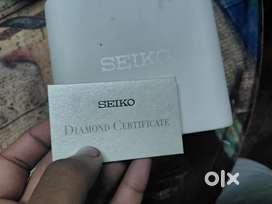 SEIKO
SEIKO
DIAMOND CERTIFICATE
olx